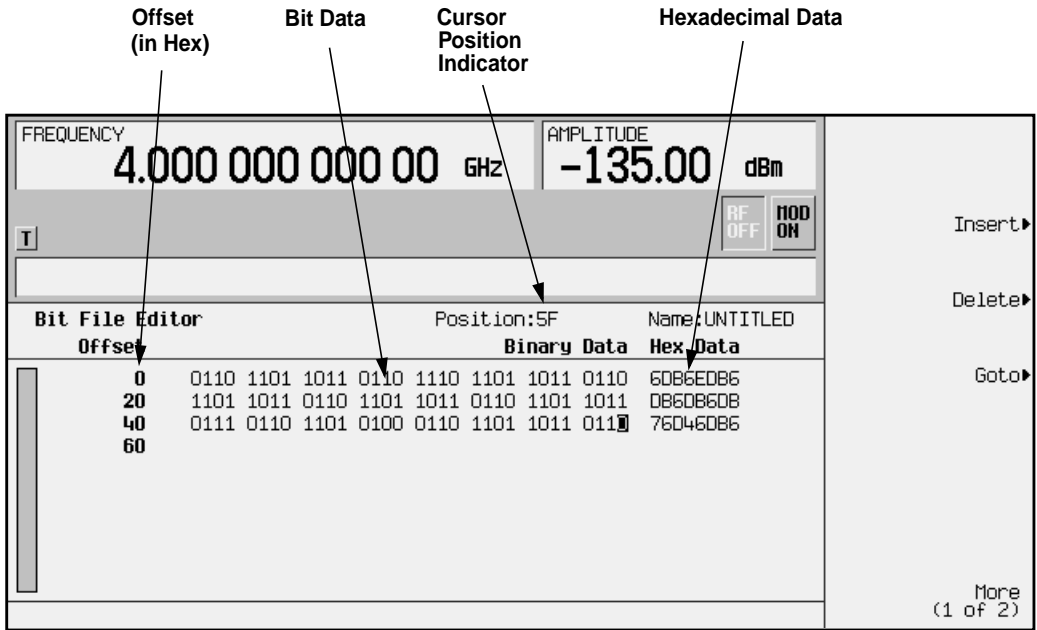 Offset
(in Hex)
Bit Data
Cursor
Position
Indicator
Hexadecimal Data
FREQUENCY
4.000 000 000 00 GHz
AMPLITUDE
-135.00 dBm
RF
OFF
MOD
ON
T
Insert
Delete
Bit File Editor Position:5F Name:UNTITLED
Offset Binary Data Hex Data
0 0110 1101 1011 0110 1110 1101 1011 0110 6DB6EDB6
20 1101 1011 0110 1101 1011 0110 1101 1011 DB6DB6DB
40 0111 0110 1101 0100 0110 1101 1011 0110 76D46DB6
60
Goto
More
(1 of 2)